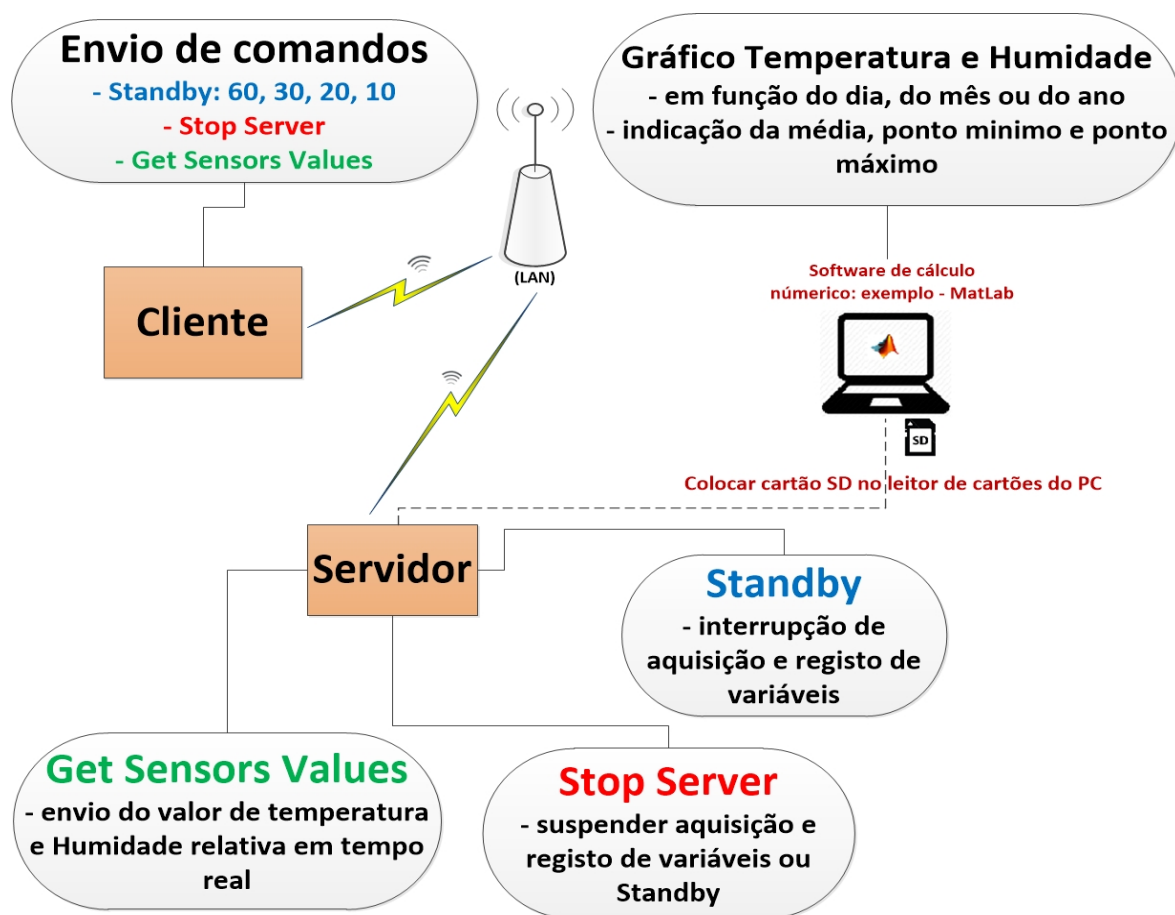 Envio de comandos
- Standby: 60, 30, 20, 10
- Stop Server
- Get Sensors Values
Gráfico Temperatura e Humidade
- em função do dia, do mês ou do ano
- indicação da média, ponto minimo e ponto
máximo
(LAN)
Software de cálculo
númerico: exemplo - MatLab
Cliente
SD
Colocar cartão SD no leitor de cartões do PC
Servidor
Standby
- interrupção de
aquisição e registo de
variáveis
Get Sensors Values
- envio do valor de temperatura
e Humidade relativa em tempo
real
Stop Server
- suspender aquisição e
registo de variáveis ou
Standby